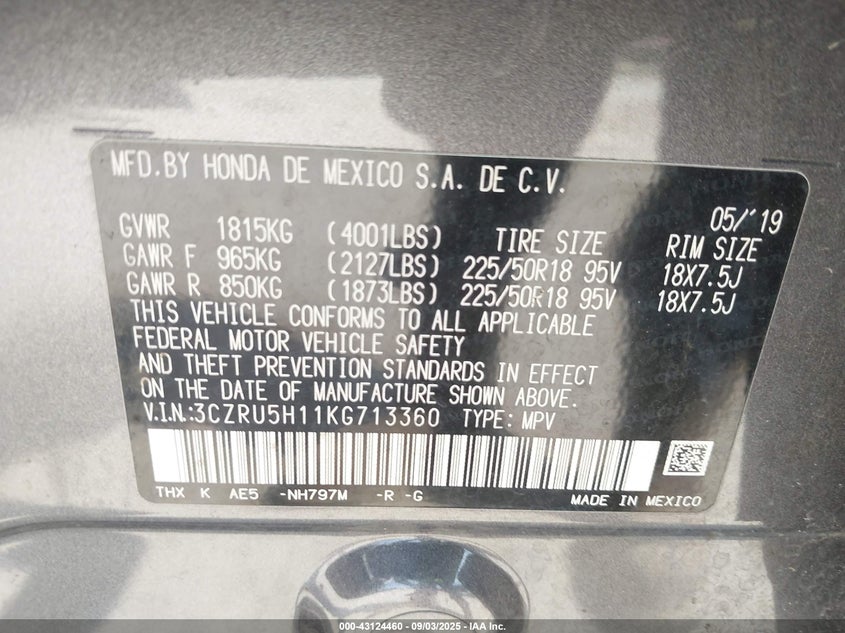 MFD.BY HONDA DE MEXICO S.A. DE C.V.
05/'19
GVWR 1815KG (4001LBS) TIRE SIZE RIM SIZE
GAWR F 965KG (2127LBS) 225/50R18 95V 18X7.5J
GAWR R 850KG (1873LBS) 225/50R18 95V 18X7.5J
THIS VEHICLE CONFORMS TO ALL APPLICABLE
FEDERAL MOTOR VEHICLE SAFETY
AND THEFT PREVENTION STANDARDS IN EFFECT
ON THE DATE OF MANUFACTURE SHOWN ABOVE.
V.I.N.:3CZRU5H11KG713360 TYPE: MPV
THX K AE5 -NH797M -R -G MADE IN MEXICO
000-43124460 - 09/03/2025 - IAA Holdings, LLC